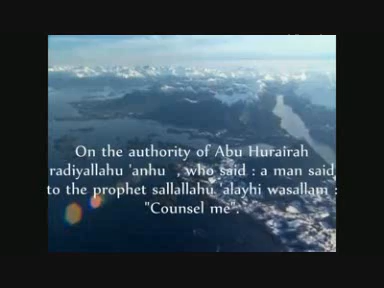 On the authority of Abu Hurairah
radiyallahu 'anhu who said : a man said
to the prophet sallallahu 'alayhi wasallam :
"Counsel me".